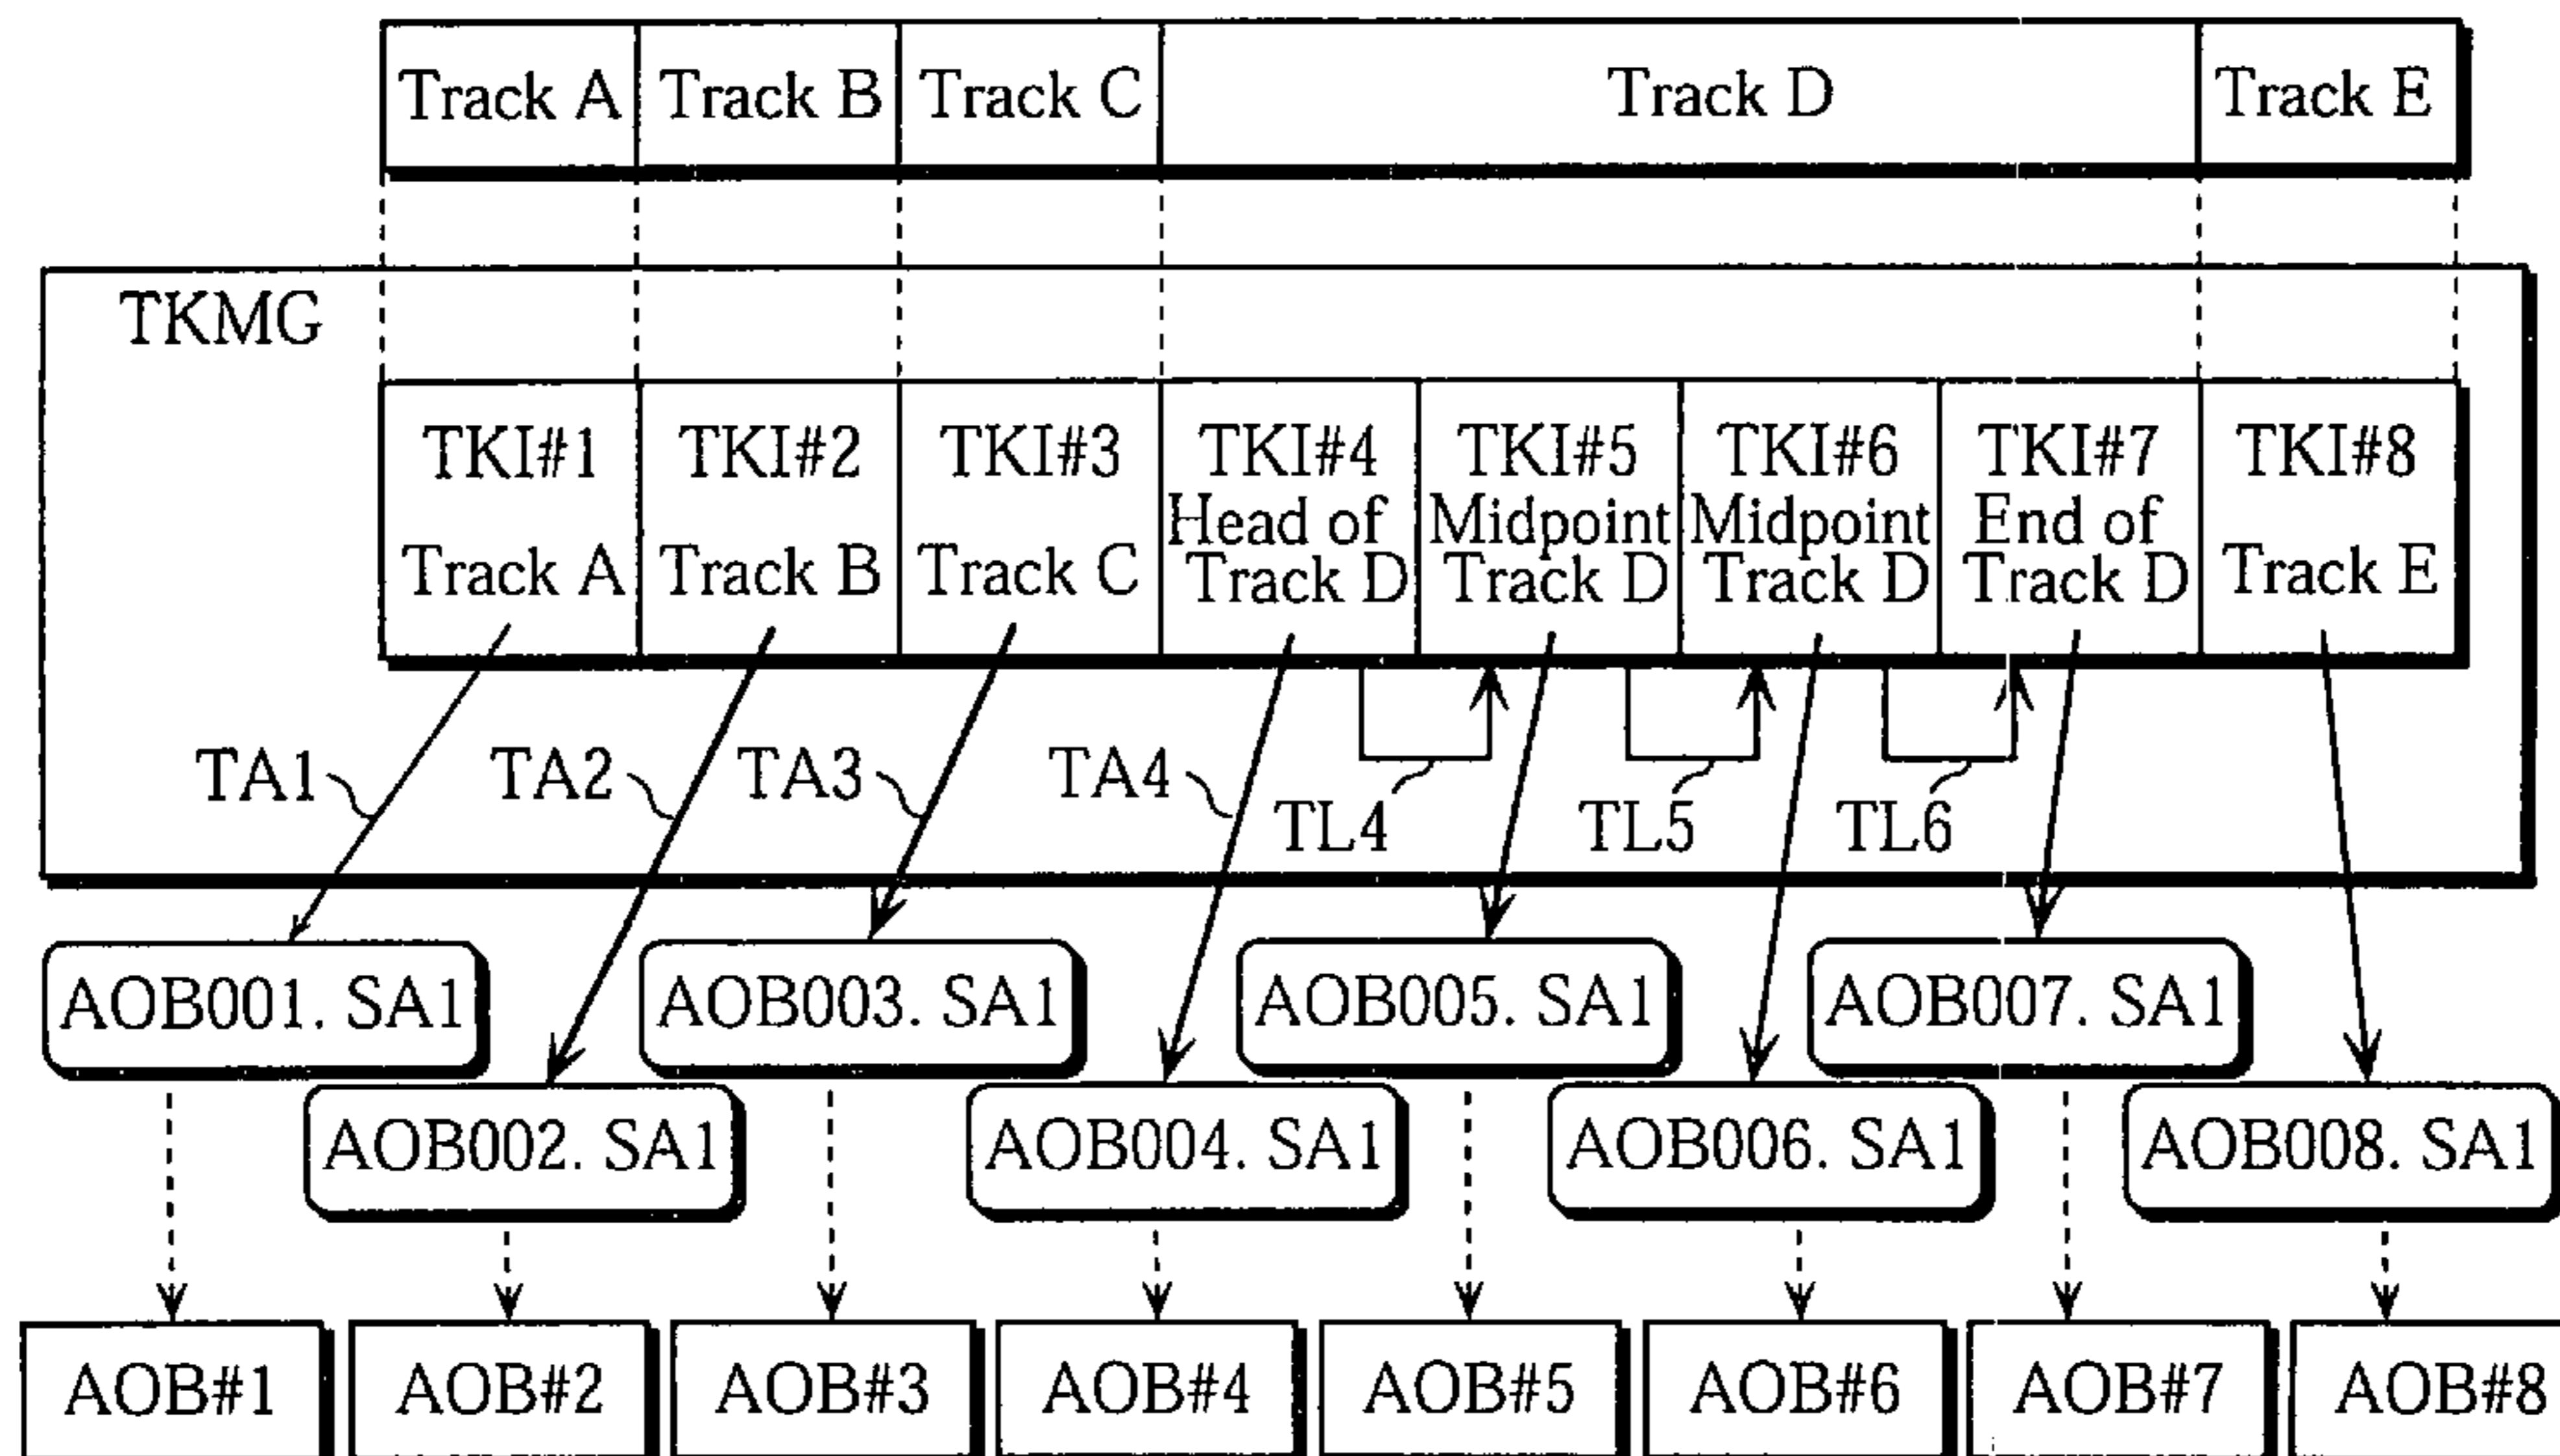 Track A Track B Track C Track D Track E
TKMG
TKI#1 TKI#2 TKI#3 TKI#4 TKI#5 TKI#6 TKI#7 TKI#8
Head of Midpoint Midpoint End of
Track A Track B Track C Track D Track D Track D Track D Track E
TA1 TA2 TA3 TA4
TL4 TL5 TL6
AOB001. SA1 AOB003. SA1 AOB005. SA1 AOB007. SA1
AOB002. SA1 AOB004. SA1 AOB006. SA1 AOB008. SA1
AOB#1 AOB#2 AOB#3 AOB#4 AOB#5 AOB#6 AOB#7 AOB#8